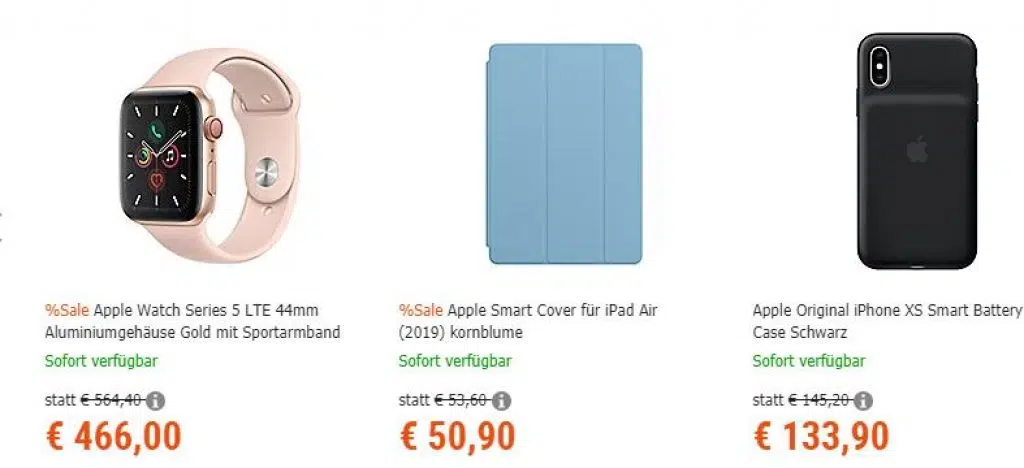 %Sale Apple Watch Series 5 LTE 44mm
Aluminiumgehäuse Gold mit Sportarmband
Sofort verfügbar
statt € 564,40
€ 466,00
%Sale Apple Smart Cover für iPad Air
(2019) kornblume
Sofort verfügbar
statt € 53,60
€ 50,90
Apple Original iPhone XS Smart Battery
Case Schwarz
Sofort verfügbar
statt € 145,20
€ 133,90